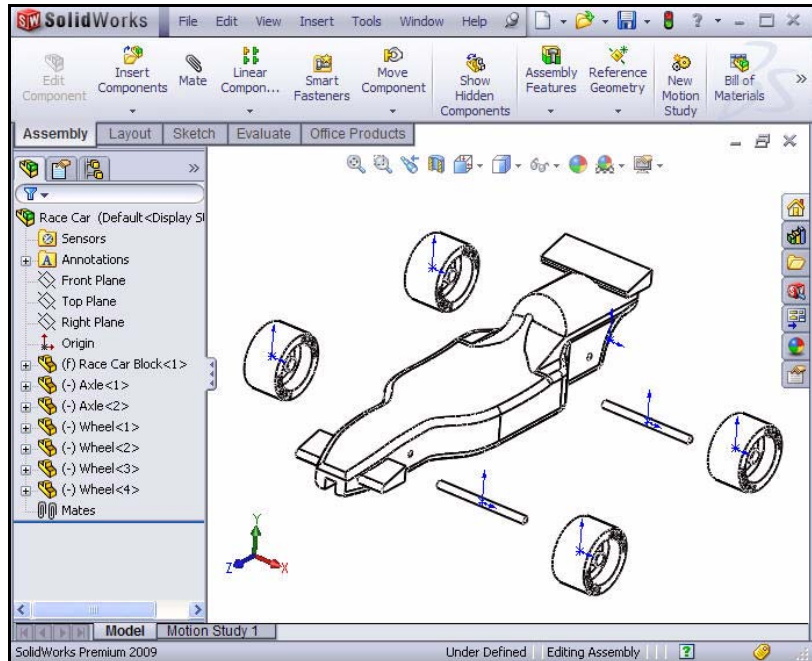 SolidWorks File Edit View Insert Tools Window Help
Edit Component
Insert Components
Mate
Linear Compon...
Smart Fasteners
Move Component
Show Hidden Components
Assembly Features
Reference Geometry
New Motion Study
Bill of Materials
Assembly Layout Sketch Evaluate Office Products
Race Car (Default<Display S
Sensors
Annotations
Front Plane
Top Plane
Right Plane
Origin
(f) Race Car Block<1>
(-) Axle<1>
(-) Axle<2>
(-) Wheel<1>
(-) Wheel<2>
(-) Wheel<3>
(-) Wheel<4>
Mates
Y
Z X
Model Motion Study 1
SolidWorks Premium 2009 Under Defined Editing Assembly